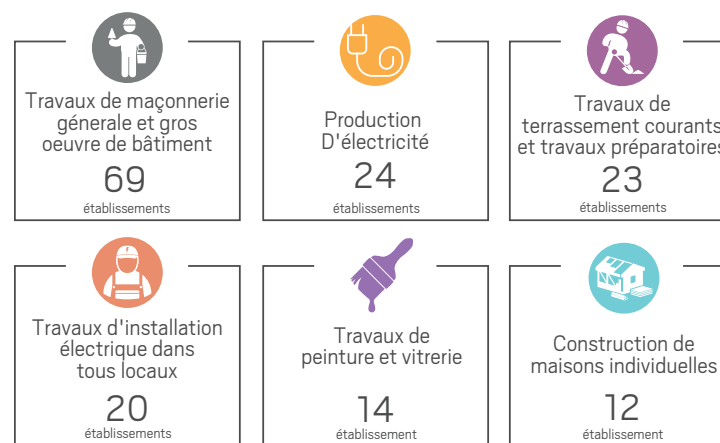 Travaux de maçonnerie
génerale et gros
oeuvre de bâtiment
69
établissements
Production
D'électricité
24
établissements
Travaux de
terrassement courants
et travaux préparatoires
23
établissements
Travaux d'installation
électrique dans
tous locaux
20
établissements
Travaux de
peinture et vitrerie
14
établissement
Construction de
maisons individuelles
12
établissement